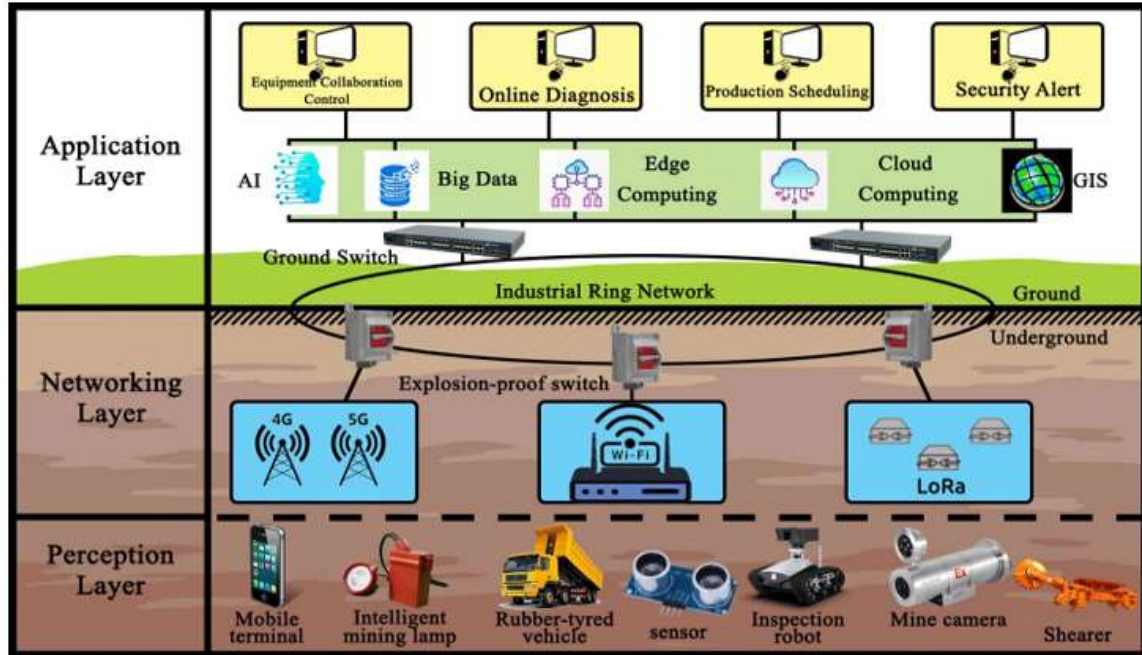 Application
Layer
Equipment Collaboration
Control
Online Diagnosis
Production Scheduling
Security Alert
AI
Big Data
Edge
Computing
Cloud
Computing
GIS
Ground Switch
Industrial Ring Network
Ground
Underground
Networking
Layer
Explosion-proof switch
4G
5G
Wi-Fi
LoRa
Perception
Layer
Mobile
terminal
Intelligent
mining lamp
Rubber-tyred
vehicle
sensor
Inspection
robot
Ex
Mine camera
Shearer